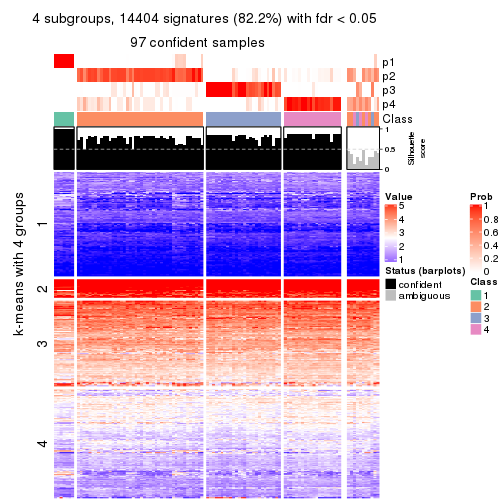 4 subgroups, 14404 signatures (82.2%) with fdr < 0.05
97 confident samples
p1
p2
p3
p4
Class
1
0.5
0
Silhouette
score
k-means with 4 groups
1
2
3
4
Value
5
4
3
2
1
Prob
1
0.8
0.6
0.4
0.2
0
Status (barplots)
confident
ambiguous
Class
1
2
3
4